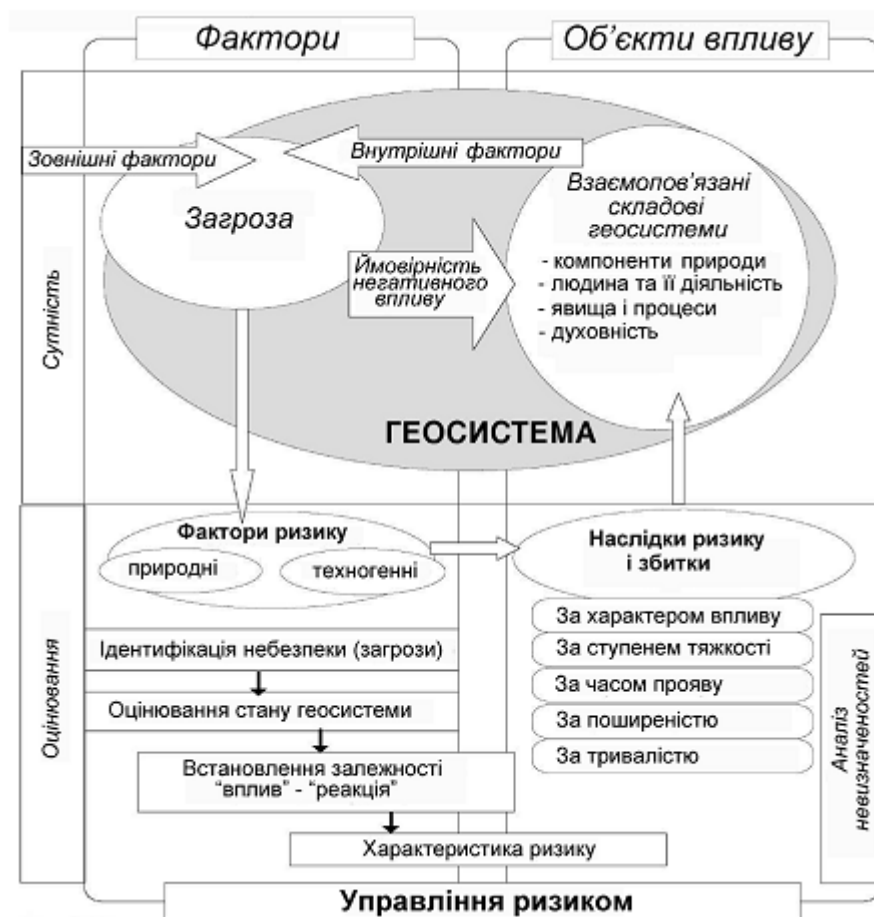 Фактори
Об’єкти впливу
Зовнішні фактори
Внутрішні фактори
Загроза
Взаємопов’язані
складові
геосистеми
- компоненти природи
- людина та її діяльність
- явища і процеси
- духовність
Ймовірність
негативного
впливу
ГЕОСИСТЕМА
Сутність
Фактори ризику
природні
техногенні
Наслідки ризику
і збитки
За характером впливу
За ступенем тяжкості
За часом прояву
За поширеністю
За тривалістю
Ідентифікація небезпеки (загрози)
Оцінювання стану геосистеми
Встановлення залежності
“вплив” - “реакція”
Характеристика ризику
Оцінювання
Аналіз
невизначеностей
Управління ризиком